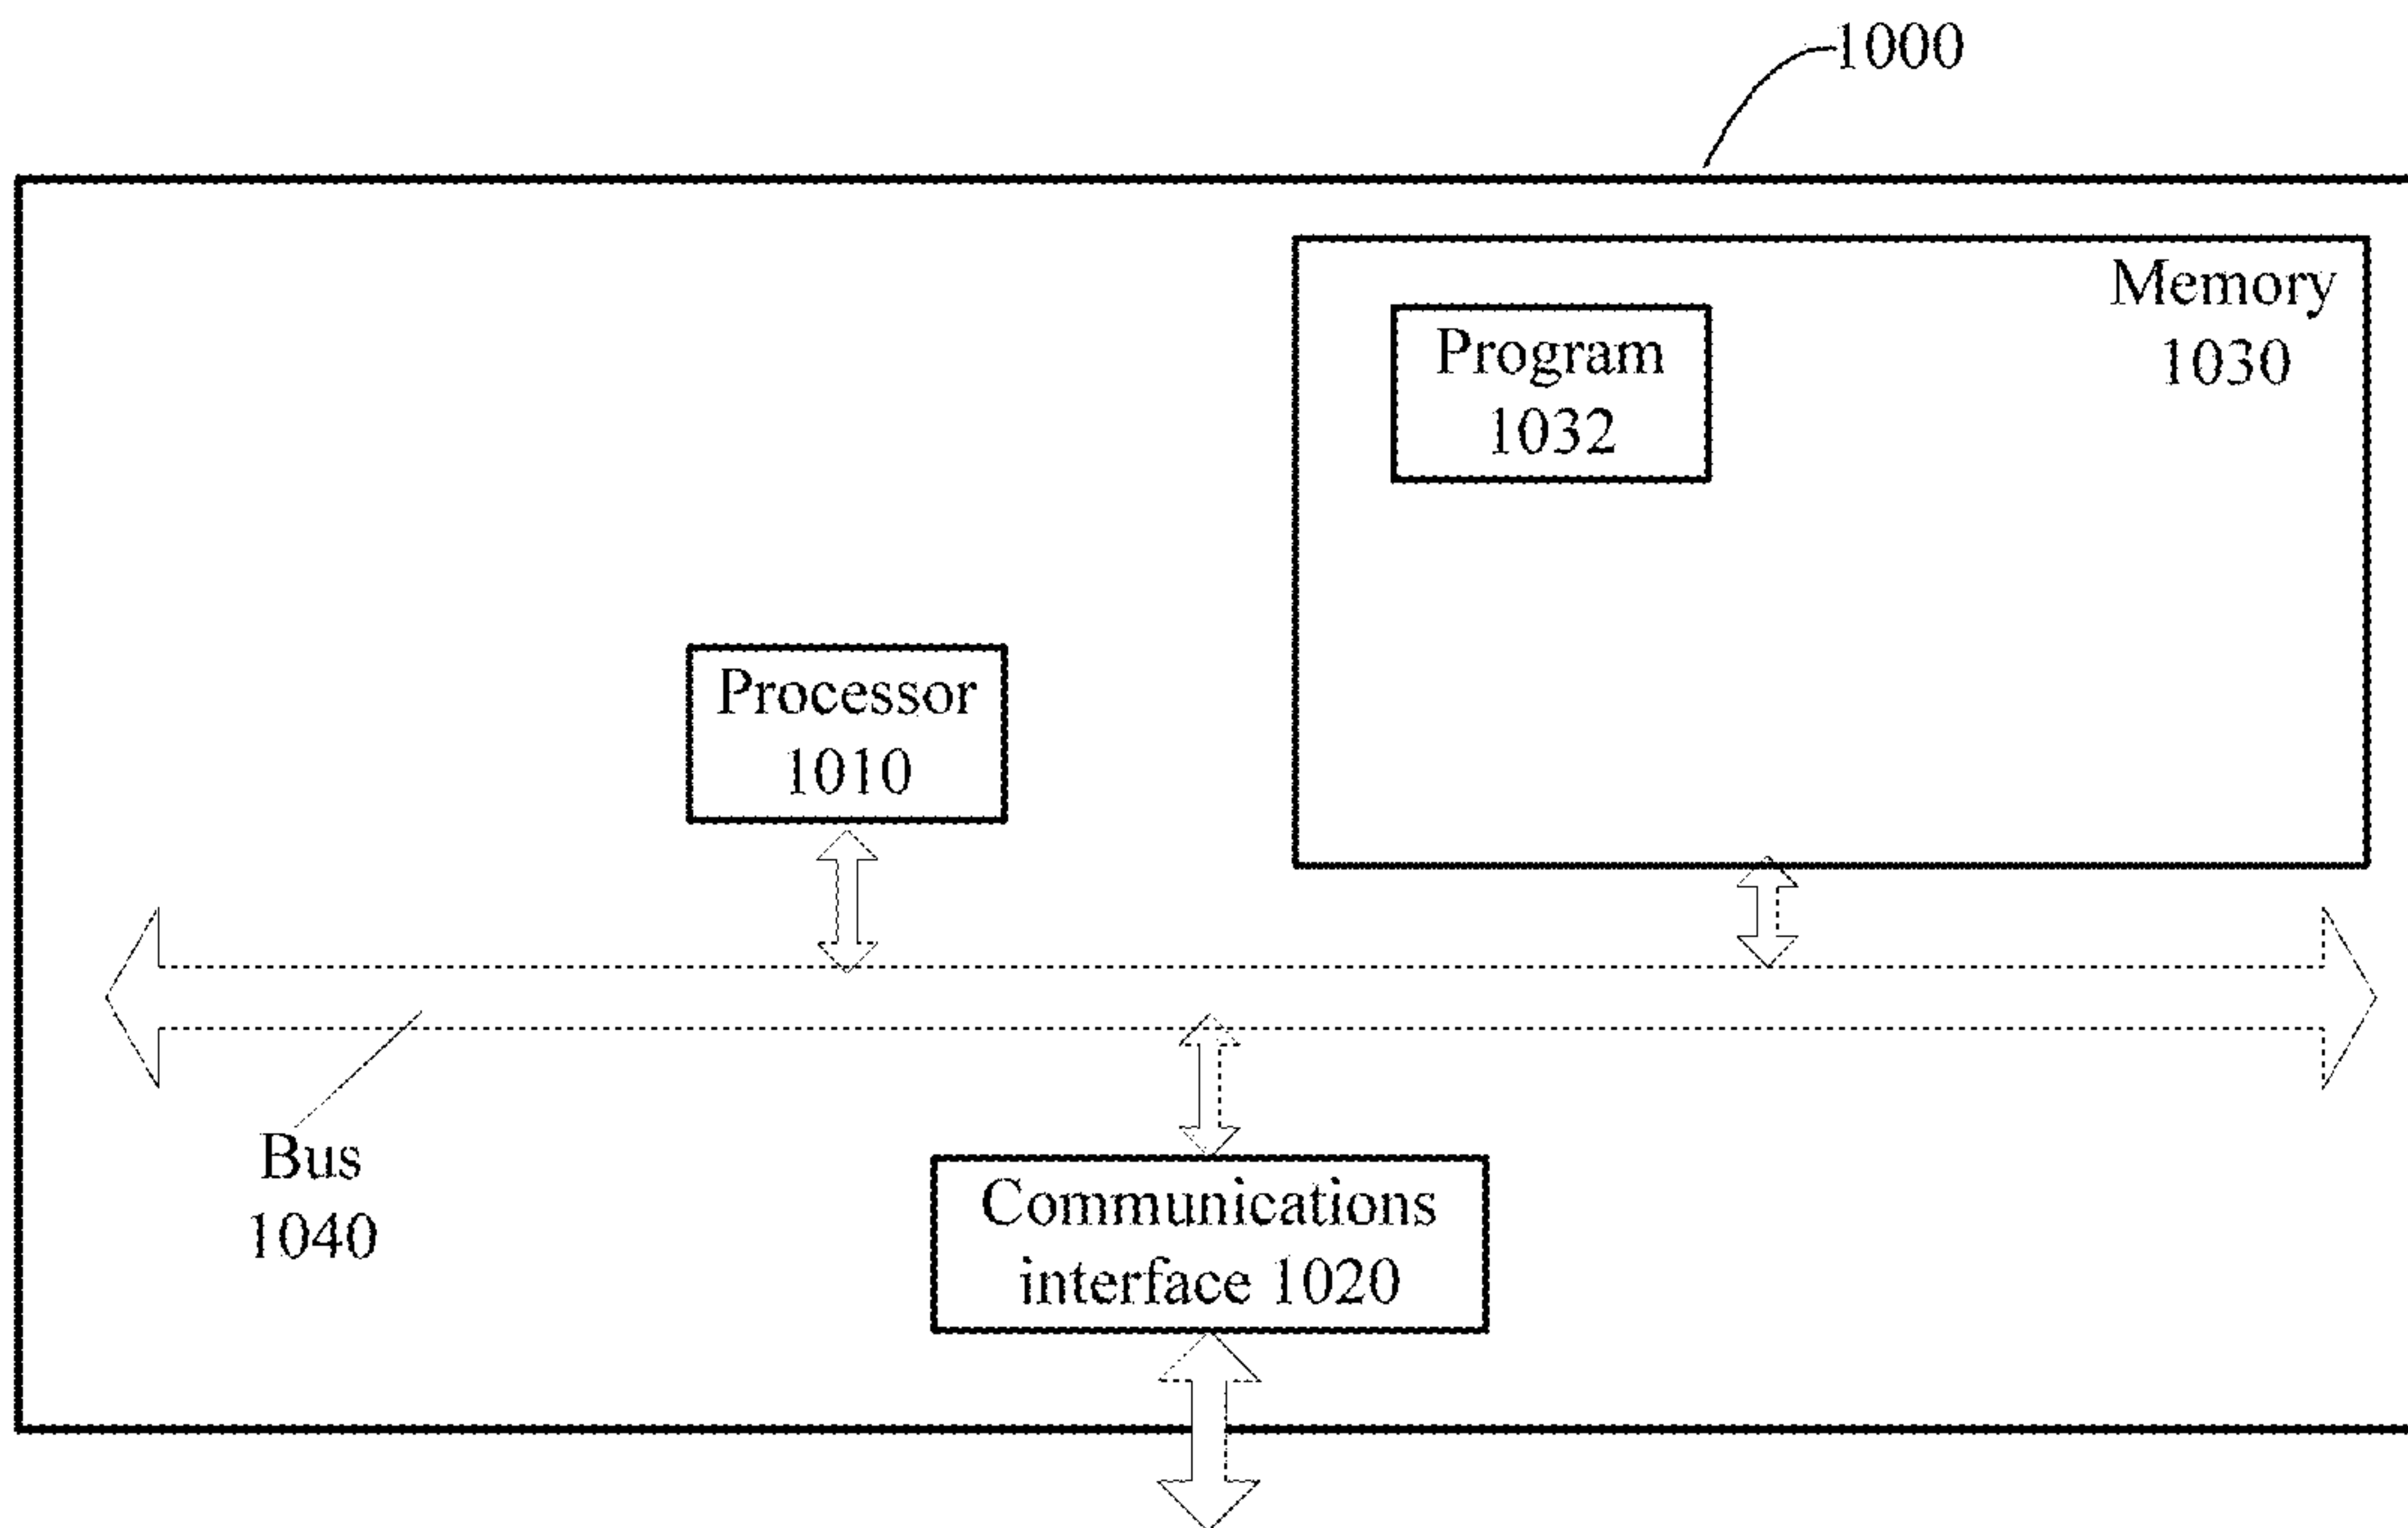 1000
Memory
1030
Program
1032
Processor
1010
Bus
1040
Communications
interface 1020